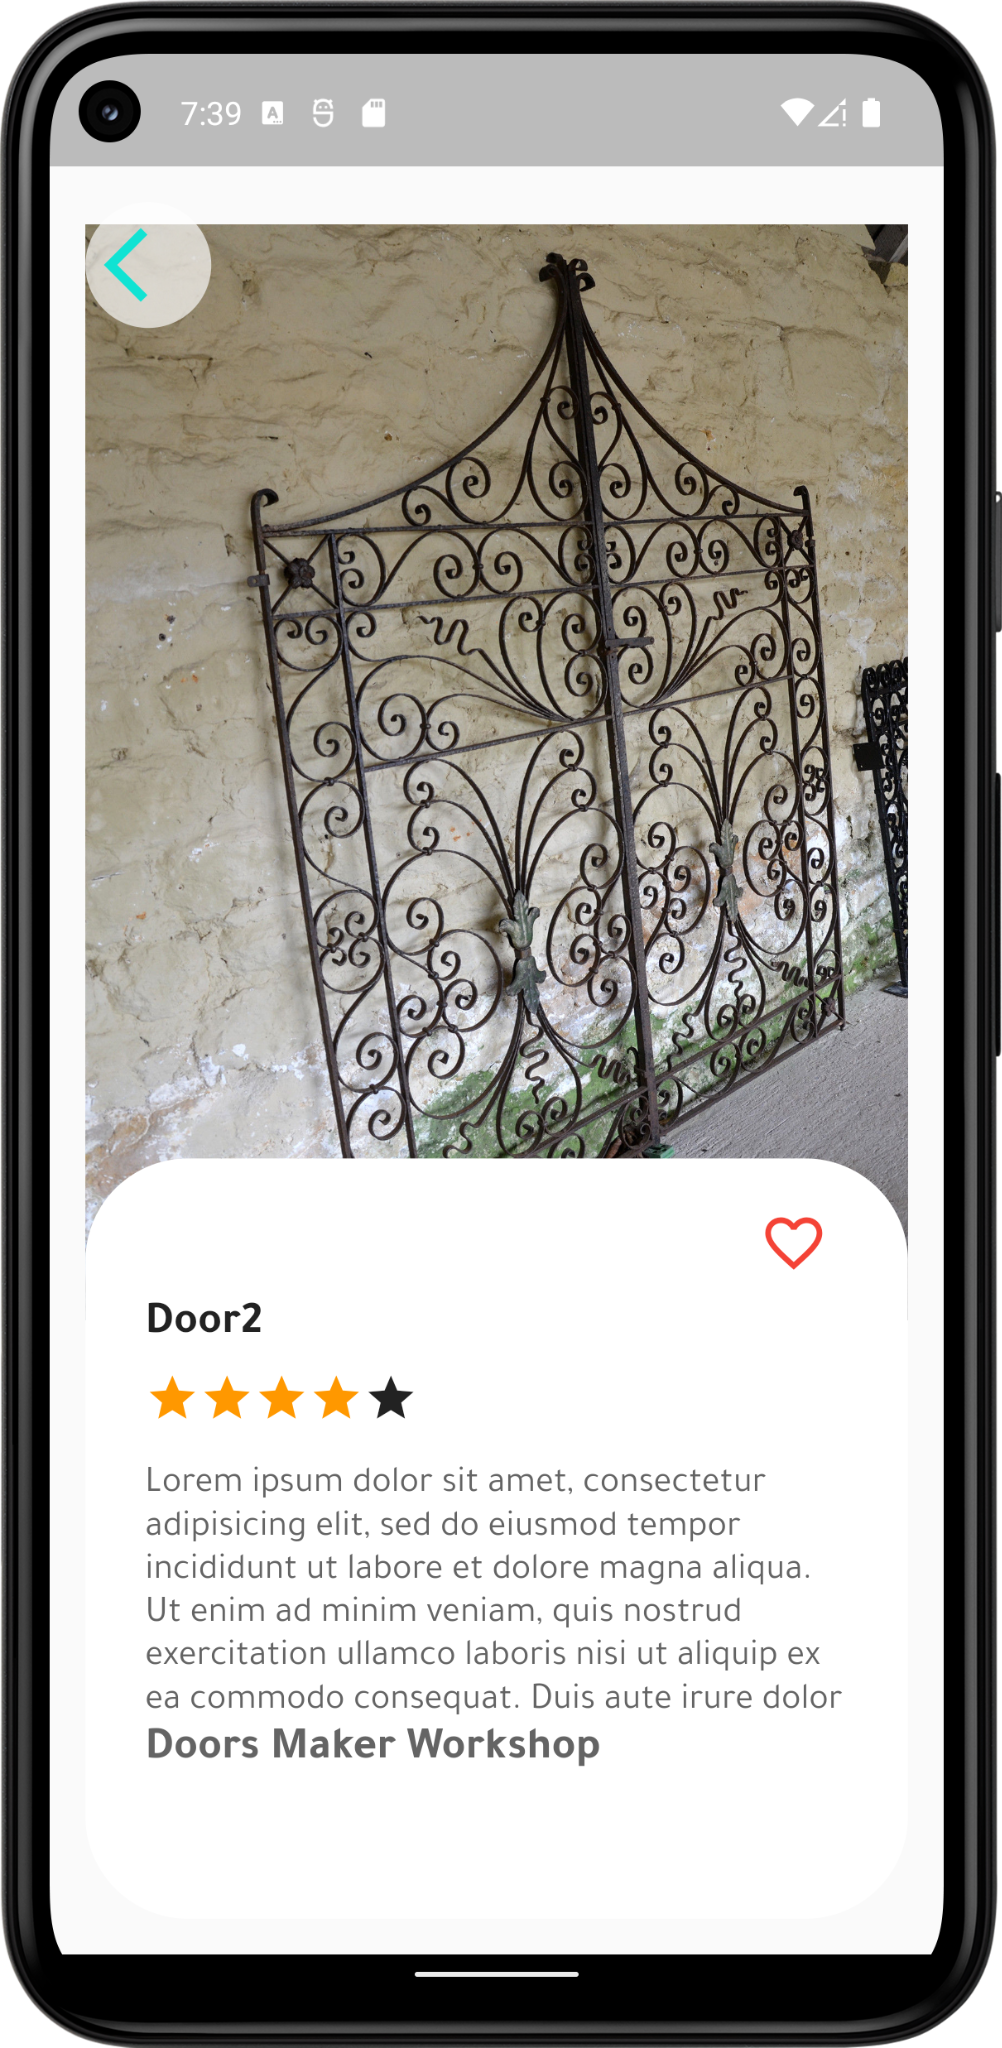 7:39
Door2
Lorem ipsum dolor sit amet, consectetur
adipisicing elit, sed do eiusmod tempor
incididunt ut labore et dolore magna aliqua.
Ut enim ad minim veniam, quis nostrud
exercitation ullamco laboris nisi ut aliquip ex
ea commodo consequat. Duis aute irure dolor
Doors Maker Workshop